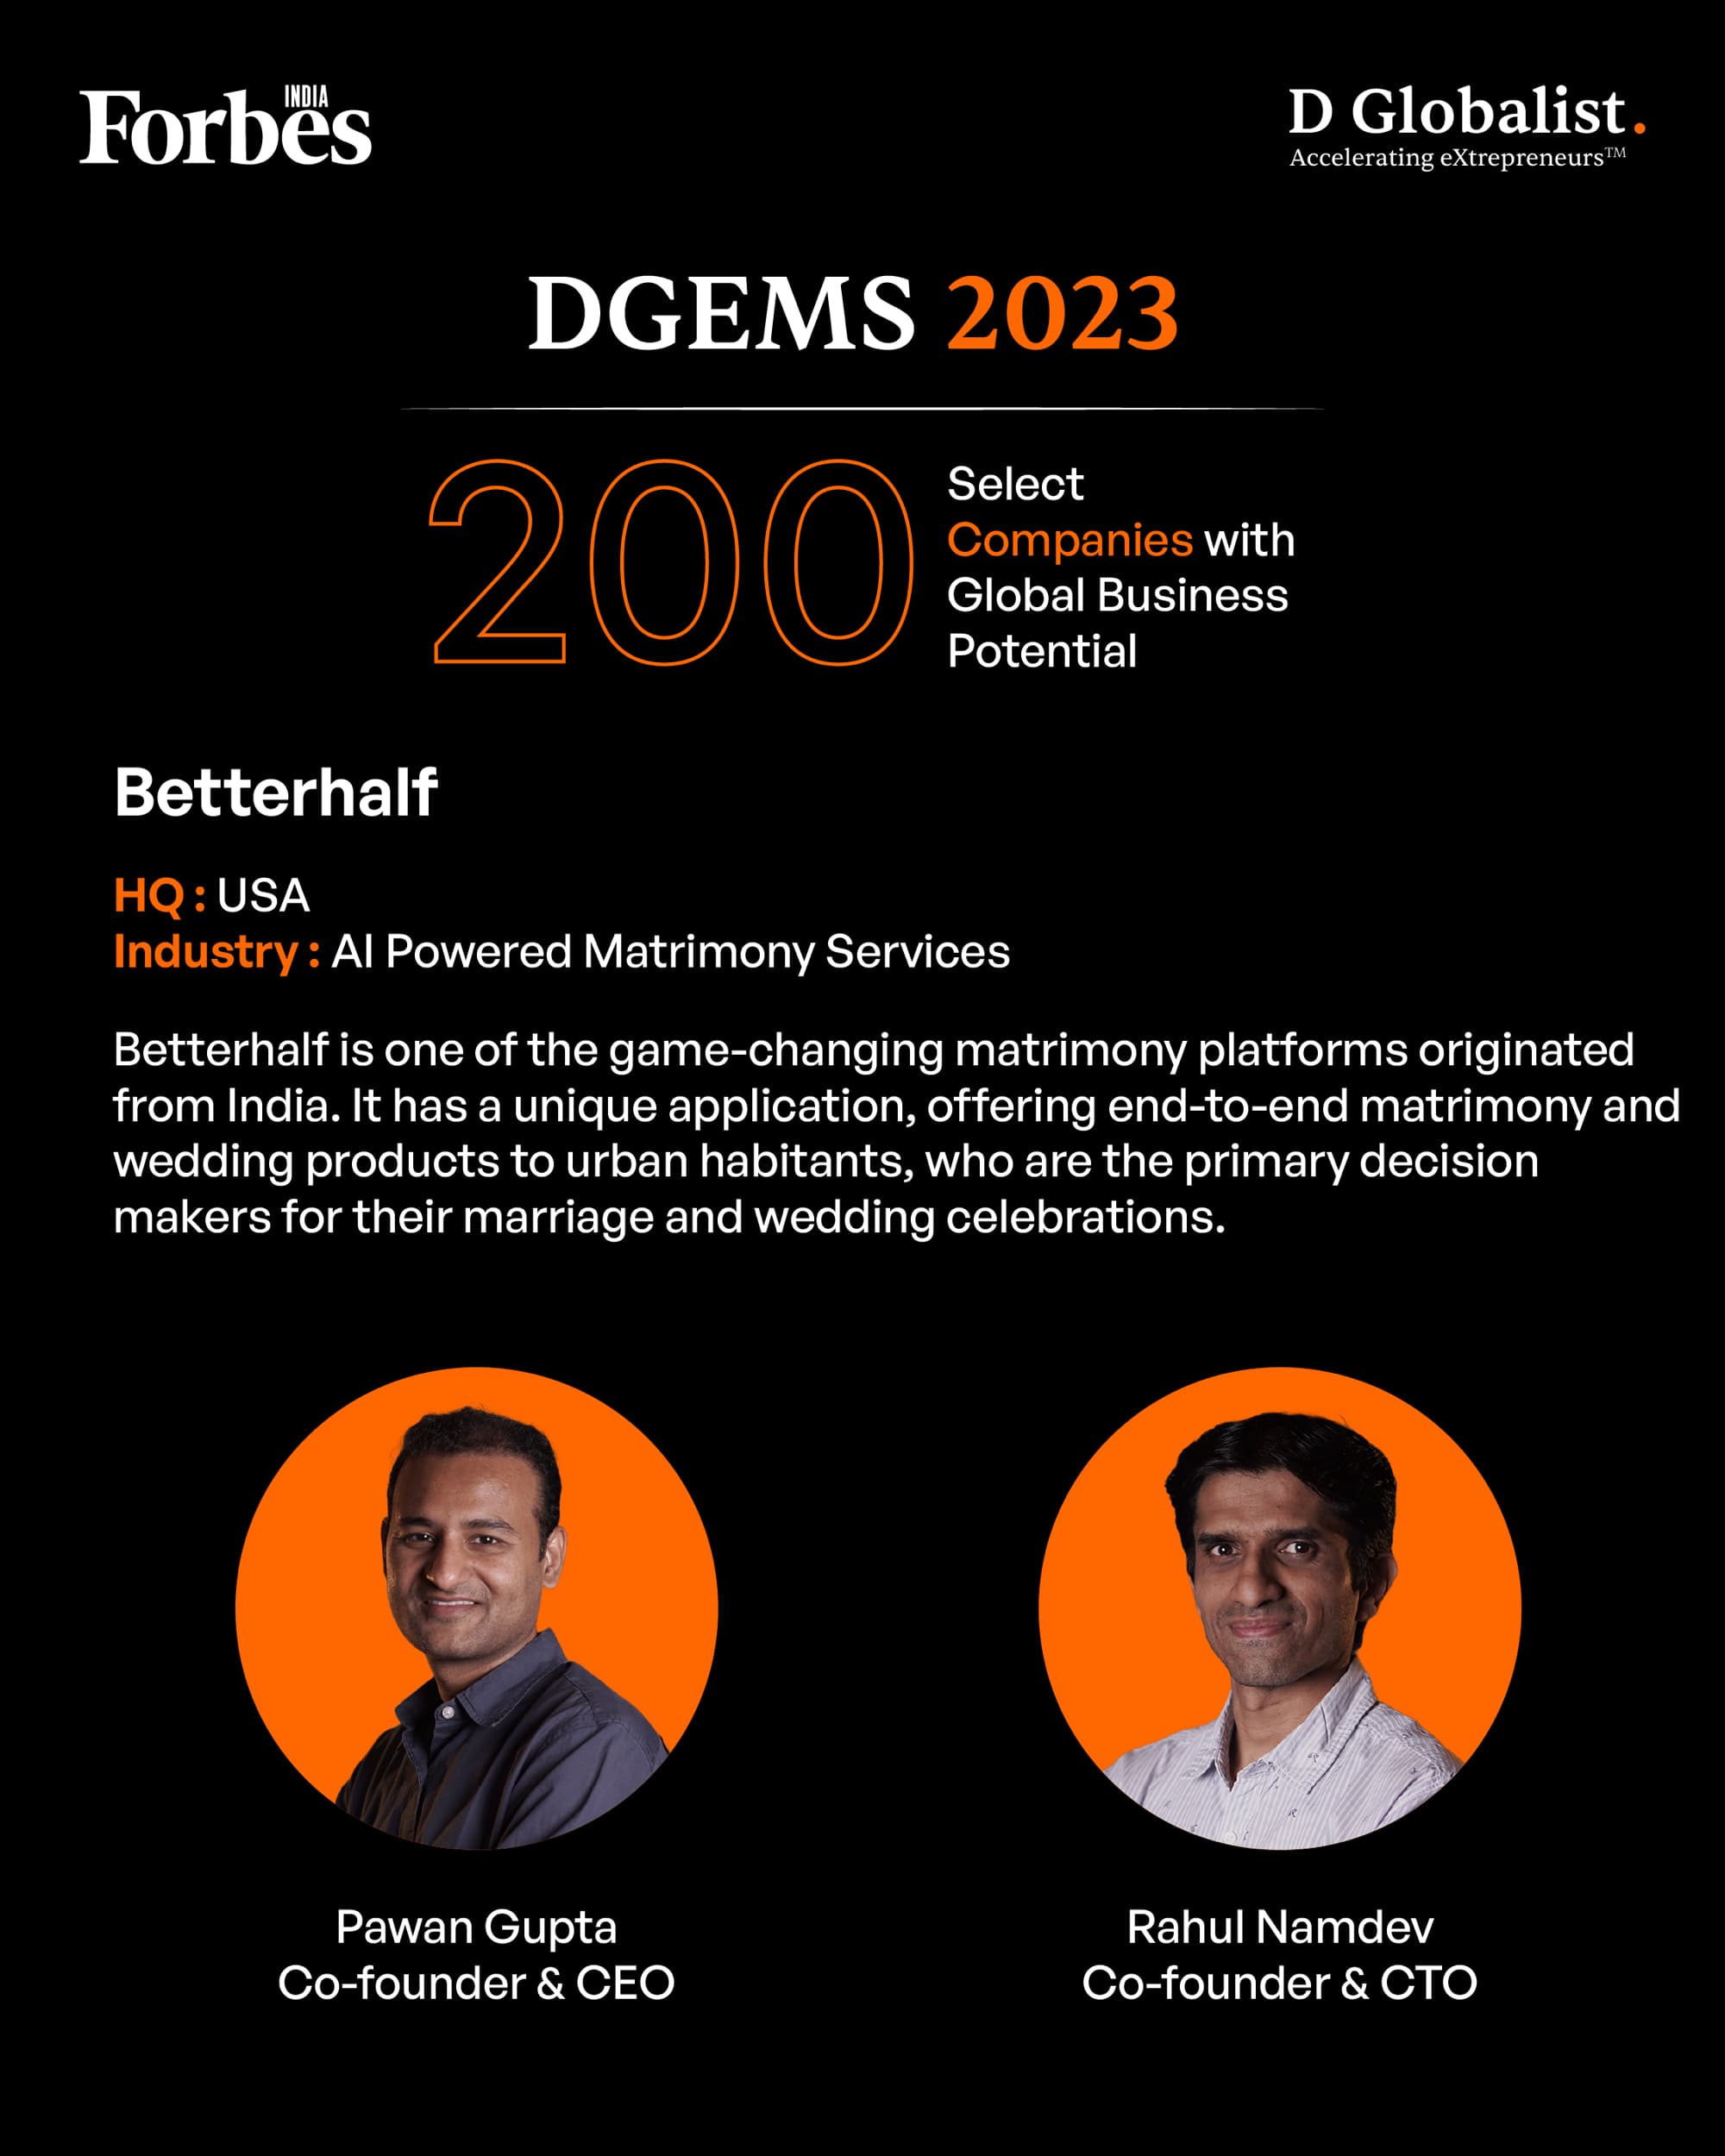 Forbes INDIA
D Globalist.
Accelerating eXtrepreneurs™
DGEMS 2023
200
Select
Companies with
Global Business
Potential
Betterhalf
HQ : USA
Industry : AI Powered Matrimony Services
Betterhalf is one of the game-changing matrimony platforms originated
from India. It has a unique application, offering end-to-end matrimony and
wedding products to urban habitants, who are the primary decision
makers for their marriage and wedding celebrations.
Pawan Gupta
Co-founder & CEO
Rahul Namdev
Co-founder & CTO